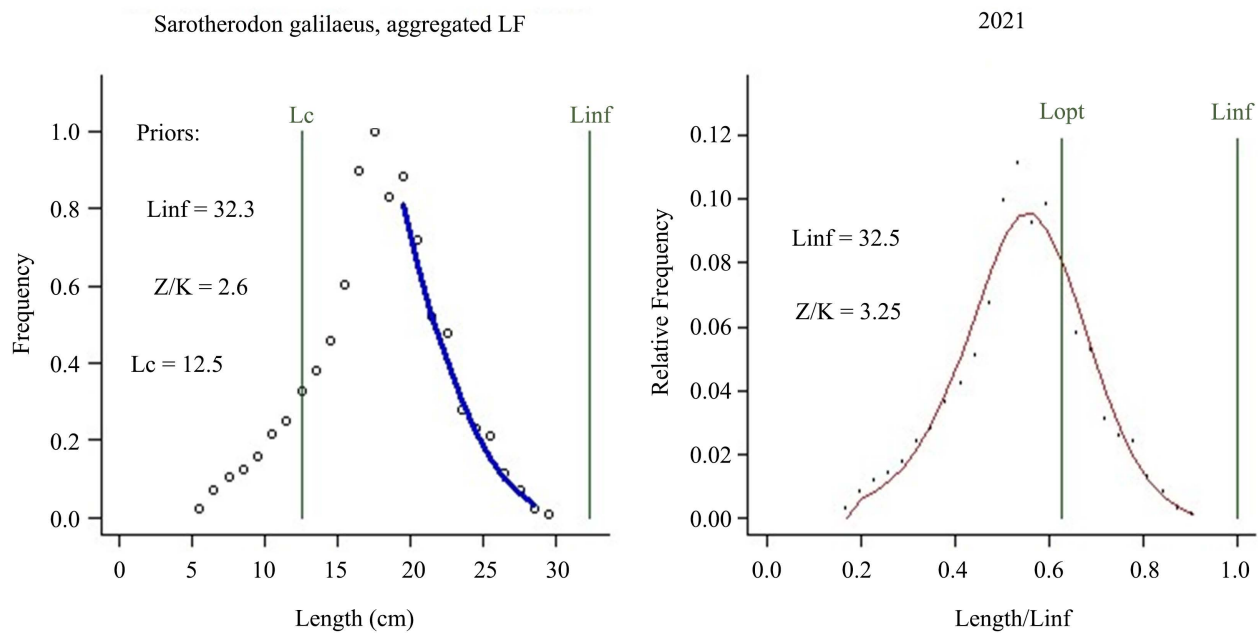 Sarotherodon galilaeus, aggregated LF
Lc
Linf
Priors:
Linf = 32.3
Z/K = 2.6
Lc = 12.5
Frequency
1.0
0.8
0.6
0.4
0.2
0.0
0
5
10
15
20
25
30
Length (cm)
2021
Lopt
Linf
Linf = 32.5
Z/K = 3.25
Relative Frequency
0.12
0.10
0.08
0.06
0.04
0.02
0.00
0.0
0.2
0.4
0.6
0.8
1.0
Length/Linf